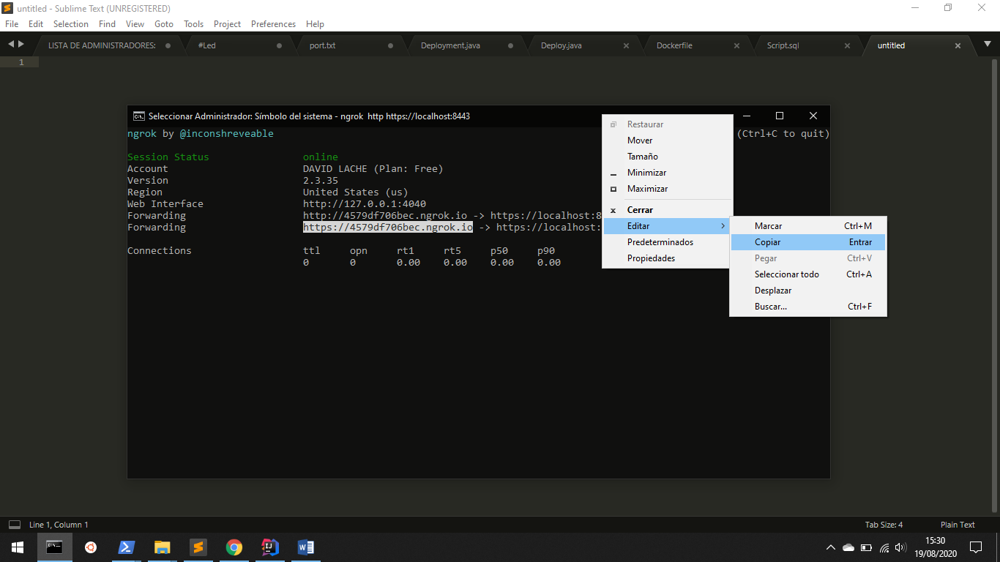 untitled - Sublime Text (UNREGISTERED)
File Edit Selection Find View Goto Tools Project Preferences Help
LISTA DE ADMINISTRADORES: #Led port.txt Deployment.java Deploy.java Dockerfile Script.sql untitled
1
Seleccionar Administrador: Símbolo del sistema - ngrok http https://localhost:8443
ngrok by @inconshreveable (Ctrl+C to quit)
Session Status online
Account DAVID LACHE (Plan: Free)
Version 2.3.35
Region United States (us)
Web Interface http://127.0.0.1:4040
Forwarding http://4579df706bec.ngrok.io -> https://localhost:8
Forwarding https://4579df706bec.ngrok.io -> https://localhost:
Connections ttl opn rt1 rt5 p50 p90
0 0 0.00 0.00 0.00 0.00
Restaurar
Mover
Tamaño
Minimizar
Maximizar
Cerrar
Editar
Predeterminados
Propiedades
Marcar Ctrl+M
Copiar Entrar
Pegar Ctrl+V
Seleccionar todo Ctrl+A
Desplazar
Buscar... Ctrl+F
Line 1, Column 1 Tab Size: 4 Plain Text
15:30
19/08/2020